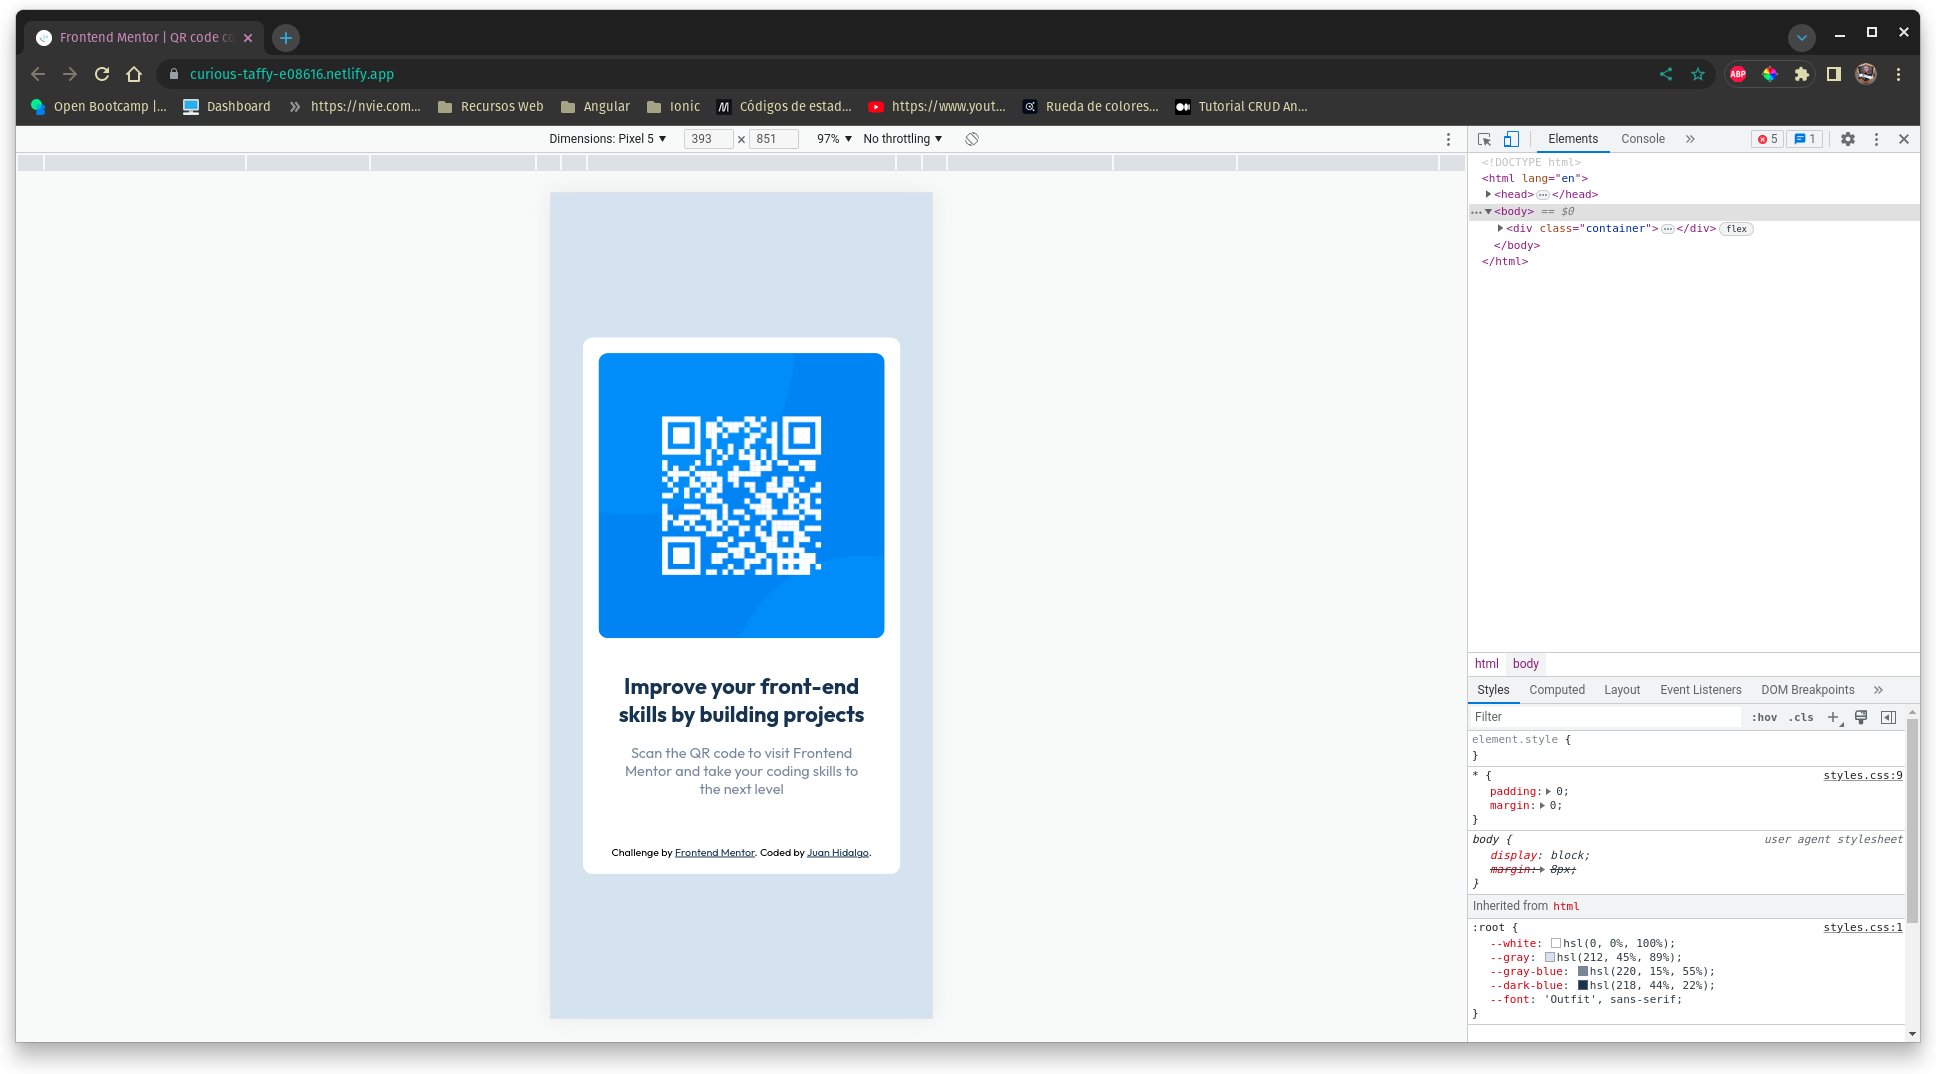 Frontend Mentor | QR code co
curious-taffy-e08616.netlify.app
ABP
Open Bootcamp |...
Dashboard
https://nvie.com...
Recursos Web
Angular
Ionic
Códigos de estad...
https://www.yout...
Rueda de colores...
Tutorial CRUD An...
Dimensions: Pixel 5 ▼ 393 × 851 97% ▼ No throttling ▼
Improve your front-end
skills by building projects
Scan the QR code to visit Frontend
Mentor and take your coding skills to
the next level
Challenge by Frontend Mentor. Coded by Juan Hidalgo.
Elements Console » 5 1
<!DOCTYPE html>
<html lang="en">
<head>…</head>
<body> == $0
<div class="container">…</div> flex
</body>
</html>
html body
Styles Computed Layout Event Listeners DOM Breakpoints »
Filter :hov .cls
element.style {
}
* { styles.css:9
padding: 0;
margin: 0;
}
body { user agent stylesheet
display: block;
margin: 8px;
}
Inherited from html
:root { styles.css:1
--white: hsl(0, 0%, 100%);
--gray: hsl(212, 45%, 89%);
--gray-blue: hsl(220, 15%, 55%);
--dark-blue: hsl(218, 44%, 22%);
--font: 'Outfit', sans-serif;
}